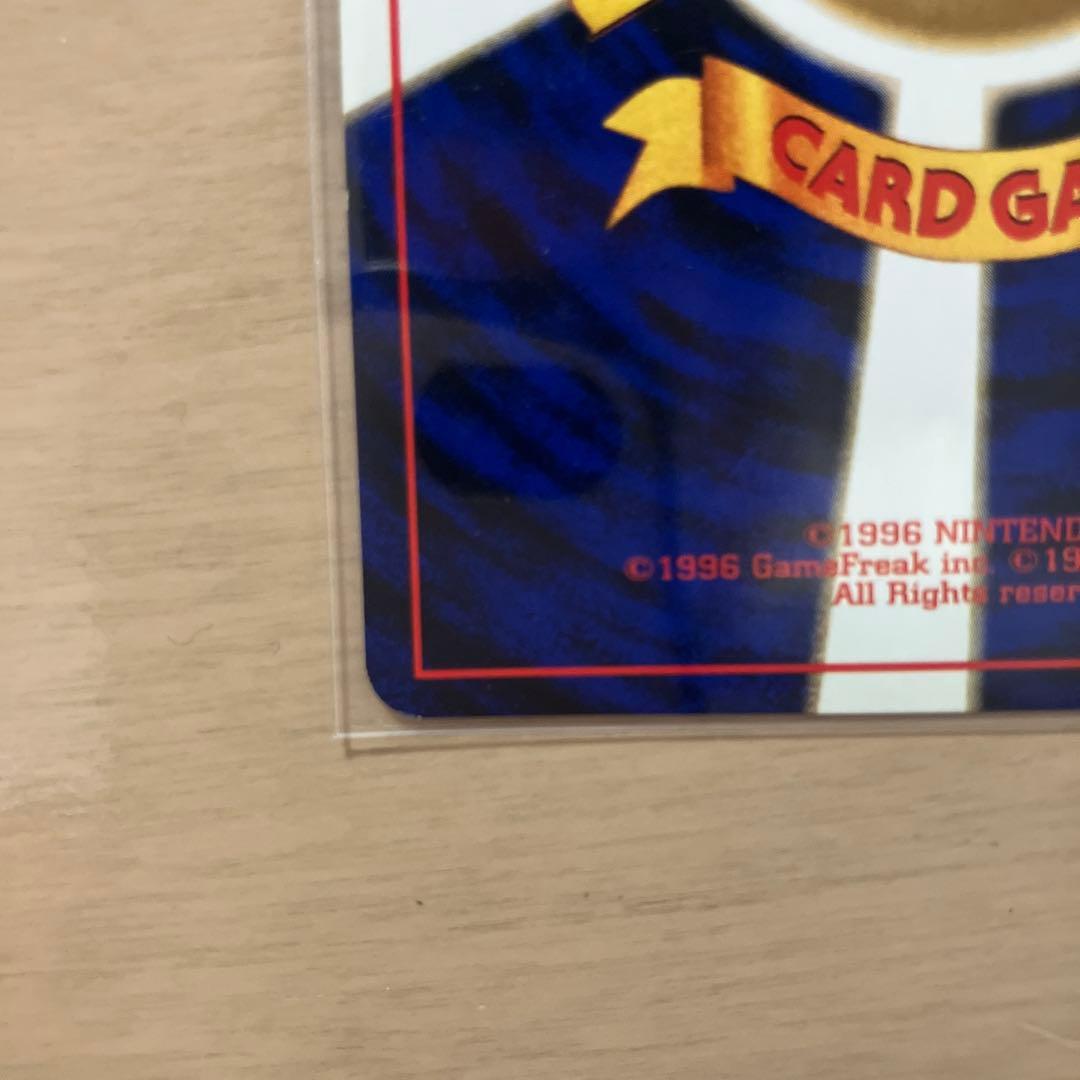 CARD GA
©1996 NINTEND
©1996 GameFreak inc. ©19
All Rights reser